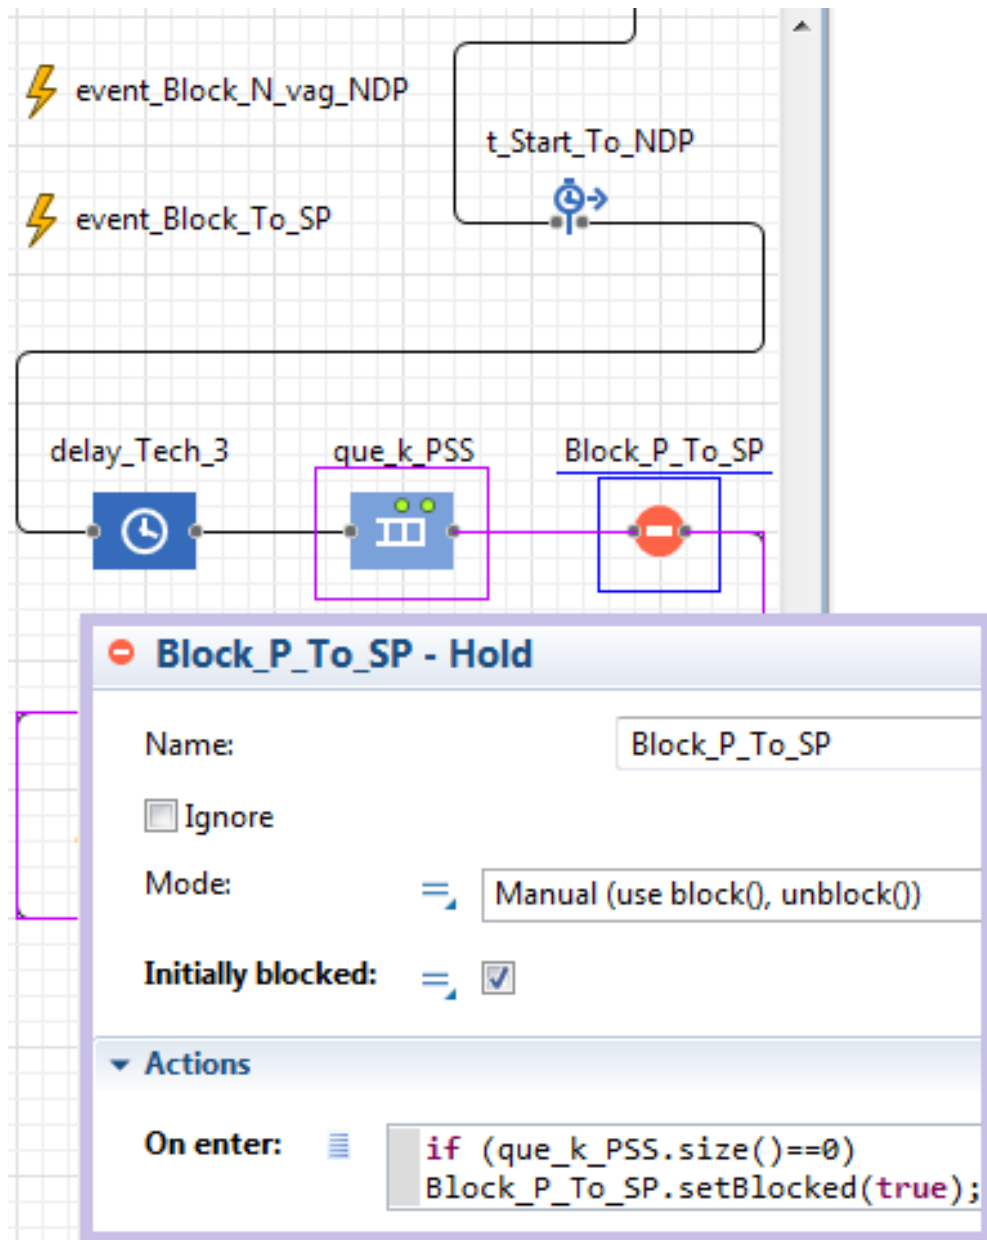 event_Block_N_vag_NDP
t_Start_To_NDP
event_Block_To_SP
delay_Tech_3
que_k_PSS
Block_P_To_SP
Block_P_To_SP - Hold
Name:
Block_P_To_SP
Ignore
Mode:
Manual (use block(), unblock())
Initially blocked:
Actions
On enter:
if (que_k_PSS.size()==0)
Block_P_To_SP.setBlocked(true);